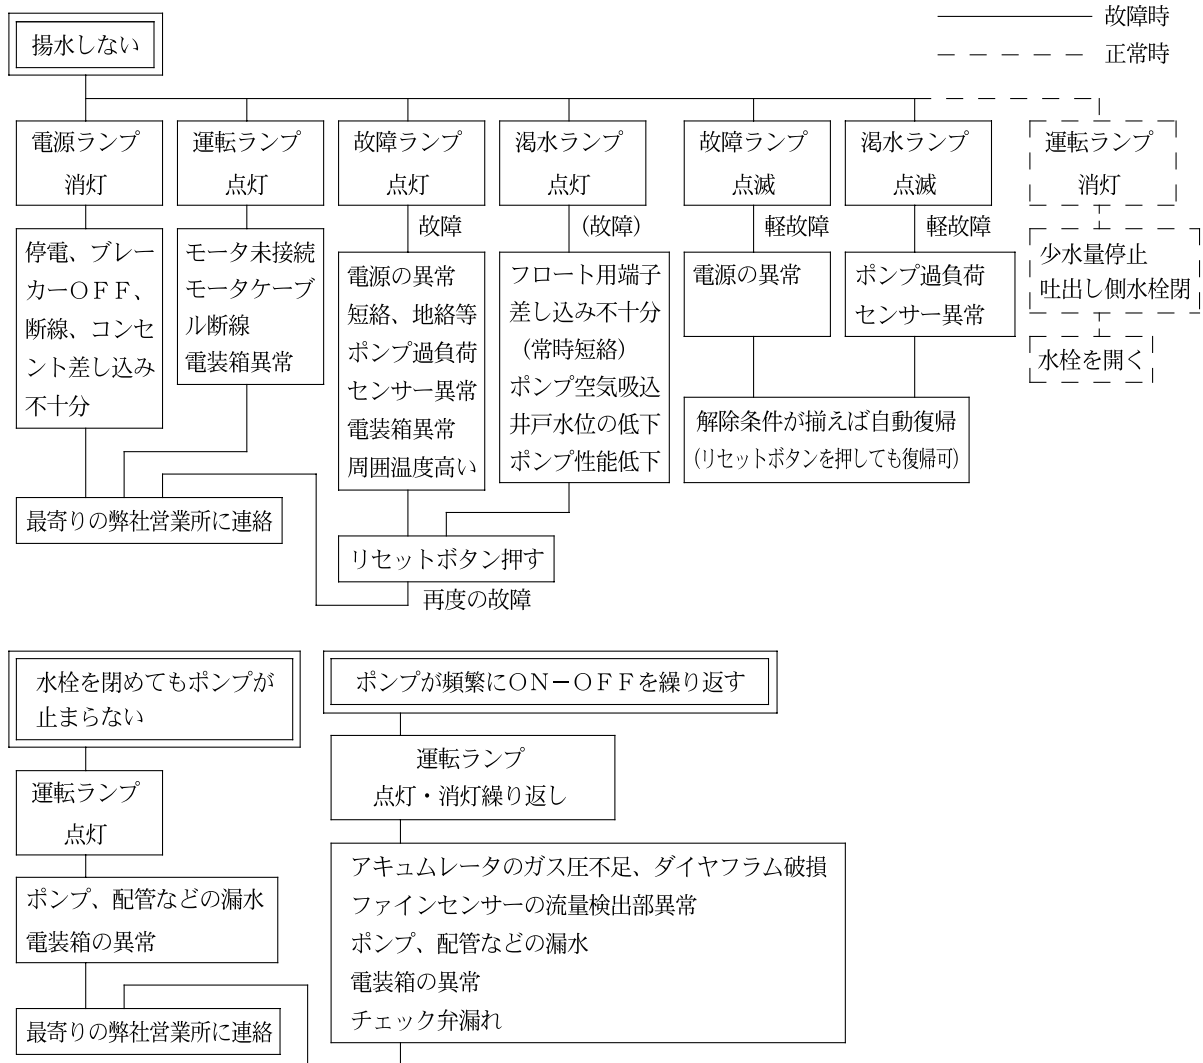 故障時
正常時
揚水しない
電源ランプ
消灯
運転ランプ
点灯
故障ランプ
点灯
渇水ランプ
点灯
故障ランプ
点滅
渇水ランプ
点滅
運転ランプ
消灯
故障
(故障)
軽故障
軽故障
停電、ブレー
カーOFF、
断線、コンセ
ント差し込み
不十分
モータ未接続
モータケーブ
ル断線
電装箱異常
電源の異常
短絡、地絡等
ポンプ過負荷
センサー異常
電装箱異常
周囲温度高い
フロート用端子
差し込み不十分
(常時短絡)
ポンプ空気吸込
井戸水位の低下
ポンプ性能低下
電源の異常
ポンプ過負荷
センサー異常
少水量停止
吐出し側水栓閉
水栓を開く
解除条件が揃えば自動復帰
(リセットボタンを押しても復帰可)
最寄りの弊社営業所に連絡
リセットボタン押す
再度の故障
水栓を閉めてもポンプが
止まらない
運転ランプ
点灯
ポンプ、配管などの漏水
電装箱の異常
最寄りの弊社営業所に連絡
ポンプが頻繁にON-OFFを繰り返す
運転ランプ
点灯・消灯繰り返し
アキュムレータのガス圧不足、ダイヤフラム破損
ファインセンサーの流量検出部異常
ポンプ、配管などの漏水
電装箱の異常
チェック弁漏れ